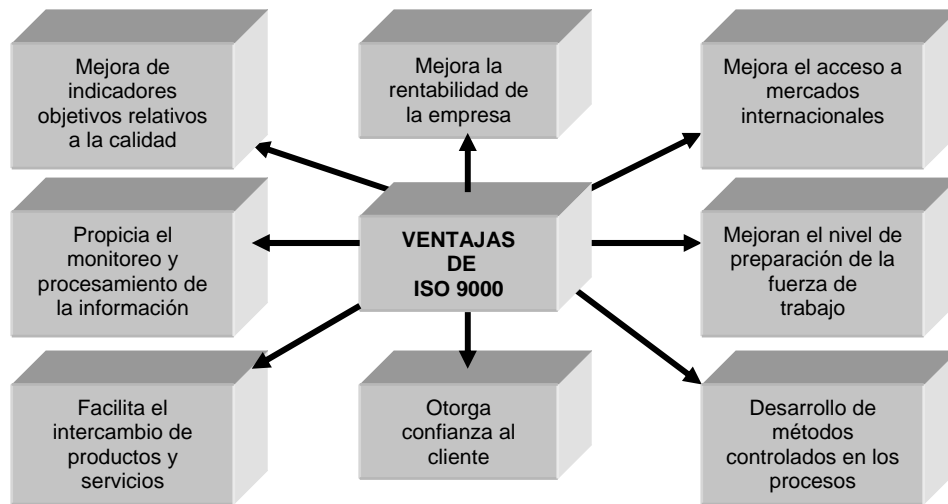 Mejora de
indicadores
objetivos relativos
a la calidad
Mejora la
rentabilidad de
la empresa
Mejora el acceso a
mercados
internacionales
Propicia el
monitoreo y
procesamiento de
la información
VENTAJAS
DE
ISO 9000
Mejoran el nivel de
preparación de la
fuerza de
trabajo
Facilita el
intercambio de
productos y
servicios
Otorga
confianza al
cliente
Desarrollo de
métodos
controlados en los
procesos